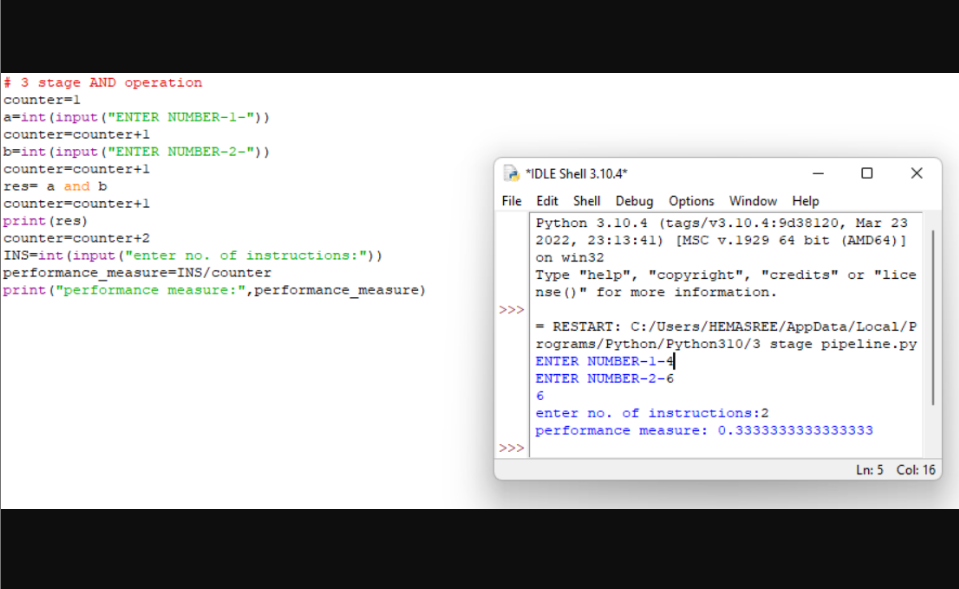 # 3 stage AND operation
counter=1
a=int(input("ENTER NUMBER-1-"))
counter=counter+1
b=int(input("ENTER NUMBER-2-"))
counter=counter+1
res= a and b
counter=counter+1
print(res)
counter=counter+2
INS=int(input("enter no. of instructions:"))
performance_measure=INS/counter
print("performance measure:",performance_measure)
*IDLE Shell 3.10.4*
File Edit Shell Debug Options Window Help
Python 3.10.4 (tags/v3.10.4:9d38120, Mar 23
2022, 23:13:41) [MSC v.1929 64 bit (AMD64)]
on win32
Type "help", "copyright", "credits" or "lice
nse()" for more information.
>>>
= RESTART: C:/Users/HEMASREE/AppData/Local/P
rograms/Python/Python310/3 stage pipeline.py
ENTER NUMBER-1-4
ENTER NUMBER-2-6
6
enter no. of instructions:2
performance measure: 0.3333333333333333
>>>
Ln: 5 Col: 16